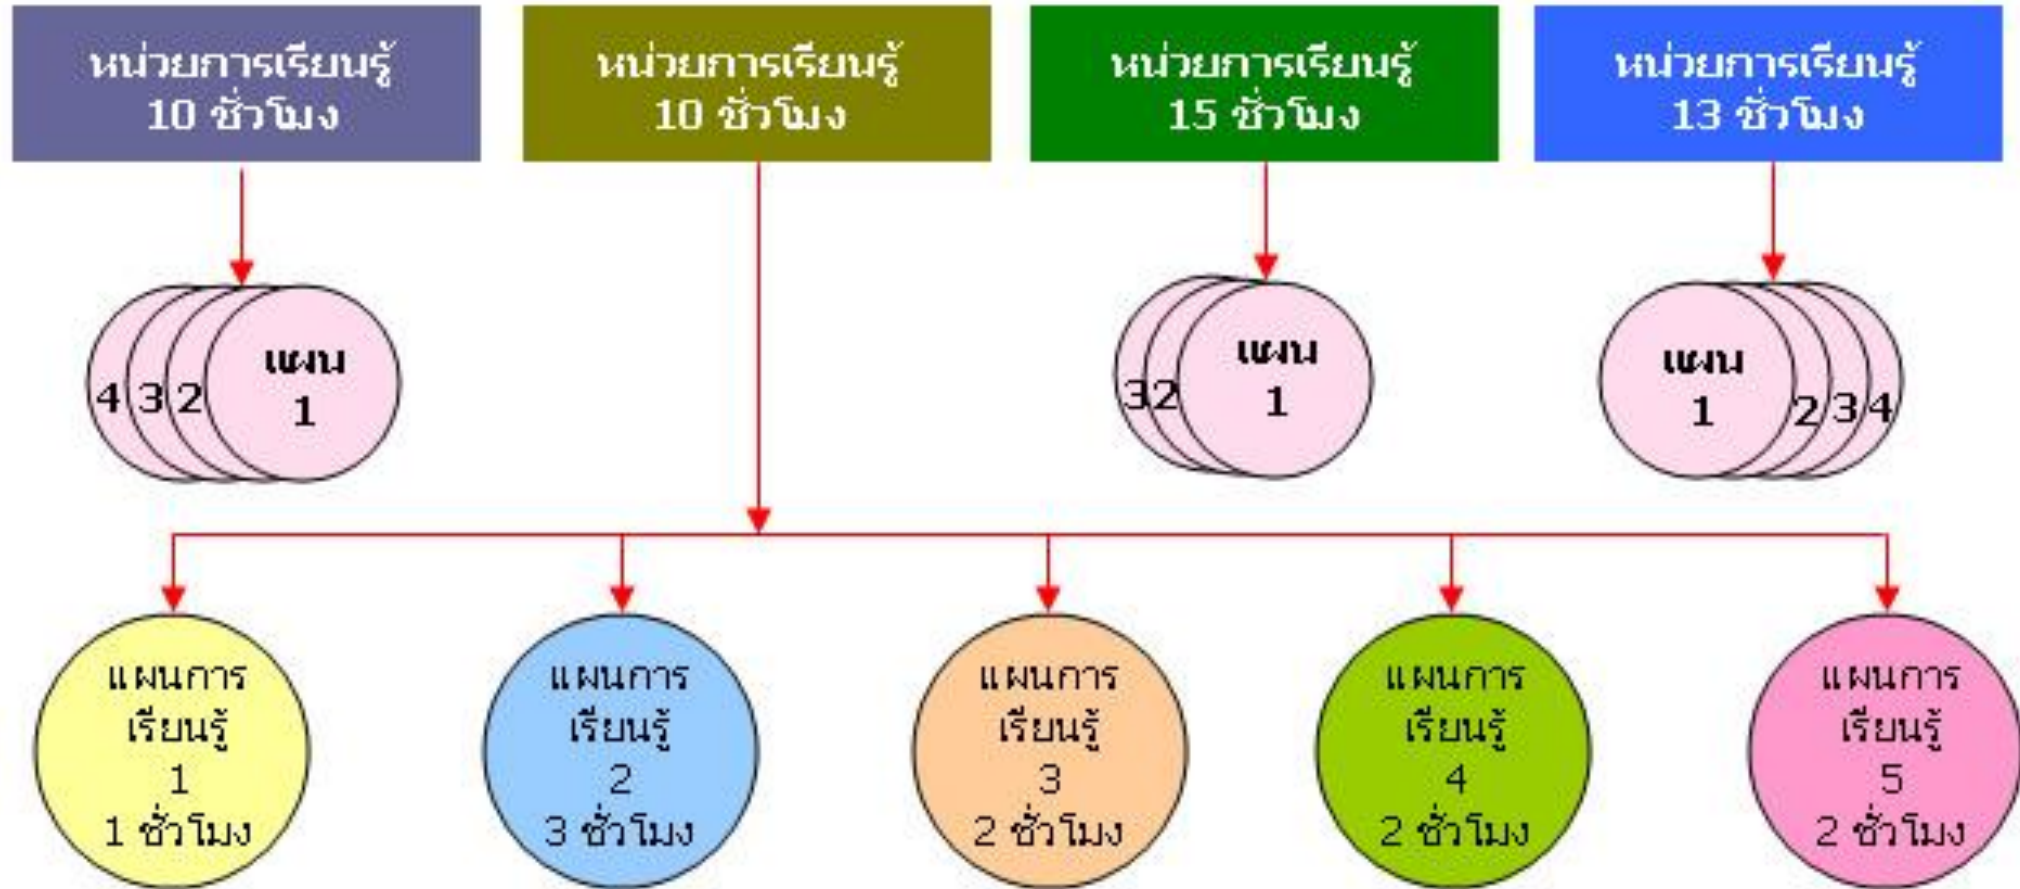 หน่วยการเรียนรู้
10 ชั่วโมง
หน่วยการเรียนรู้
10 ชั่วโมง
หน่วยการเรียนรู้
15 ชั่วโมง
หน่วยการเรียนรู้
13 ชั่วโมง
4 3 2
แผน
1
3 2
แผน
1
แผน
1
2 3 4
แผนการ
เรียนรู้
1
1 ชั่วโมง
แผนการ
เรียนรู้
2
3 ชั่วโมง
แผนการ
เรียนรู้
3
2 ชั่วโมง
แผนการ
เรียนรู้
4
2 ชั่วโมง
แผนการ
เรียนรู้
5
2 ชั่วโมง